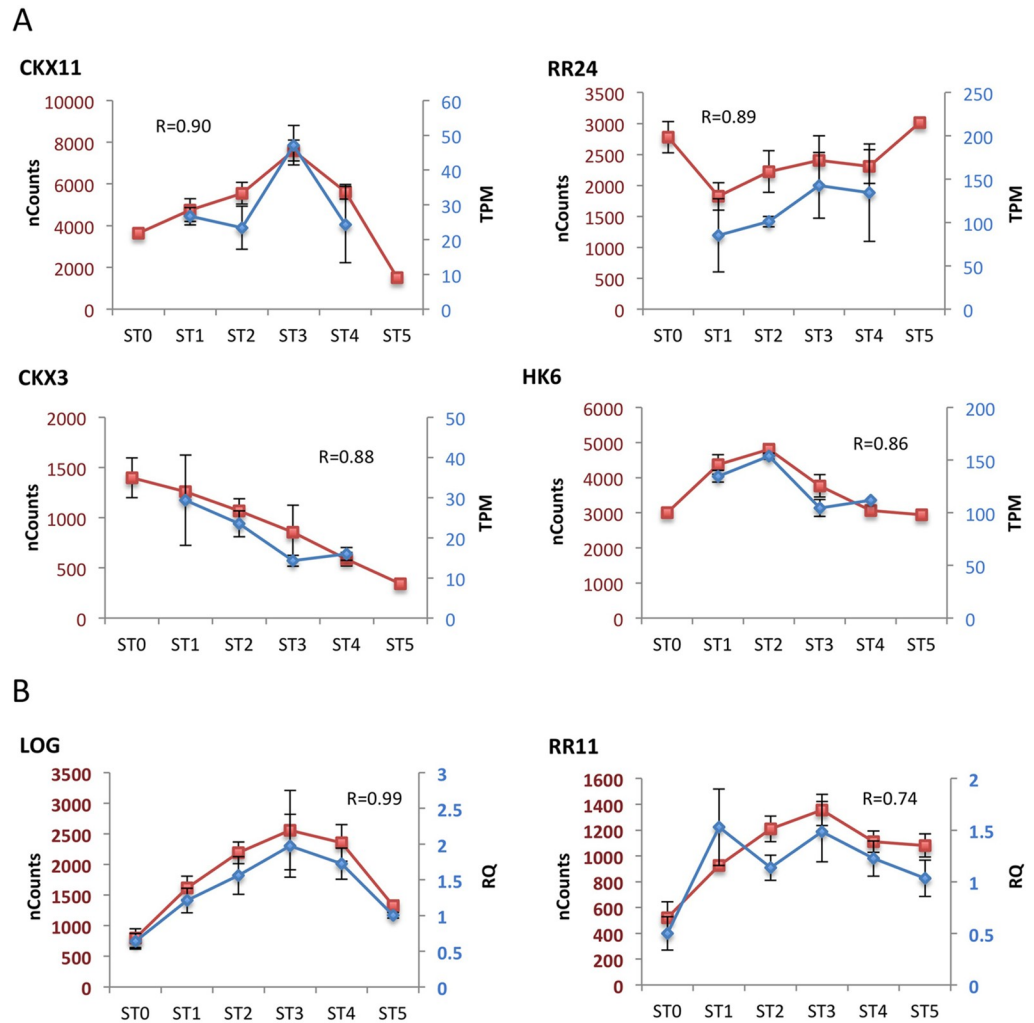 A
CKX11
nCounts
10000
8000
6000
4000
2000
0
R=0.90
60
50
40
30
20
10
0
TPM
ST0 ST1 ST2 ST3 ST4 ST5
RR24
nCounts
3500
3000
2500
2000
1500
1000
500
0
R=0.89
250
200
150
100
50
0
TPM
ST0 ST1 ST2 ST3 ST4 ST5
CKX3
nCounts
2000
1500
1000
500
0
R=0.88
50
40
30
20
10
0
TPM
ST0 ST1 ST2 ST3 ST4 ST5
HK6
nCounts
6000
5000
4000
3000
2000
1000
0
R=0.86
200
150
100
50
0
TPM
ST0 ST1 ST2 ST3 ST4 ST5
B
LOG
nCounts
3500
3000
2500
2000
1500
1000
500
0
R=0.99
3
2.5
2
1.5
1
0.5
0
RQ
ST0 ST1 ST2 ST3 ST4 ST5
RR11
nCounts
1600
1400
1200
1000
800
600
400
200
0
R=0.74
2
1.5
1
0.5
0
RQ
ST0 ST1 ST2 ST3 ST4 ST5